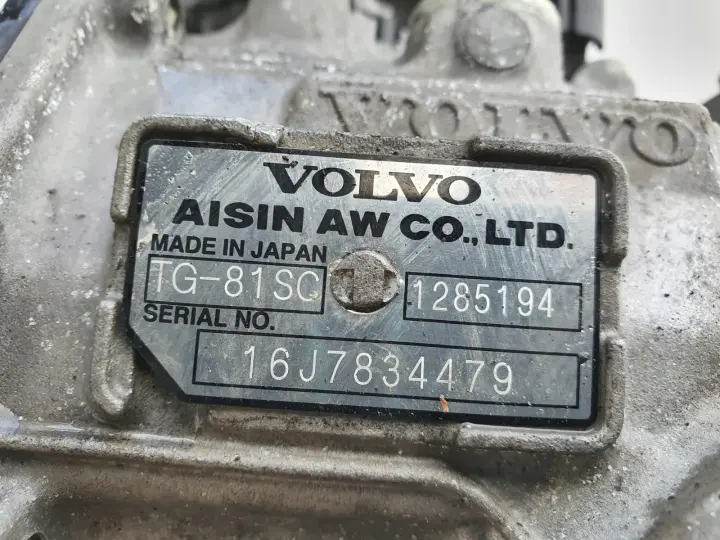 VOLVO
VOLVO
AISIN AW CO., LTD.
MADE IN JAPAN
TG-81SC 1285194
SERIAL NO.
16J7834479